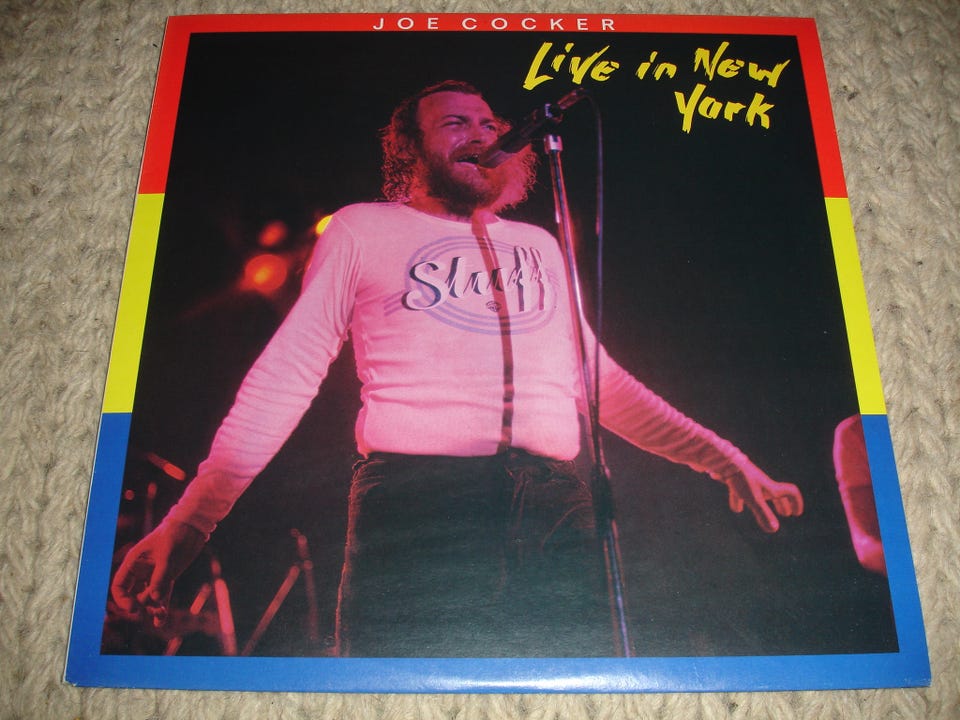 JOE COCKER
Live in New
York
Stuff